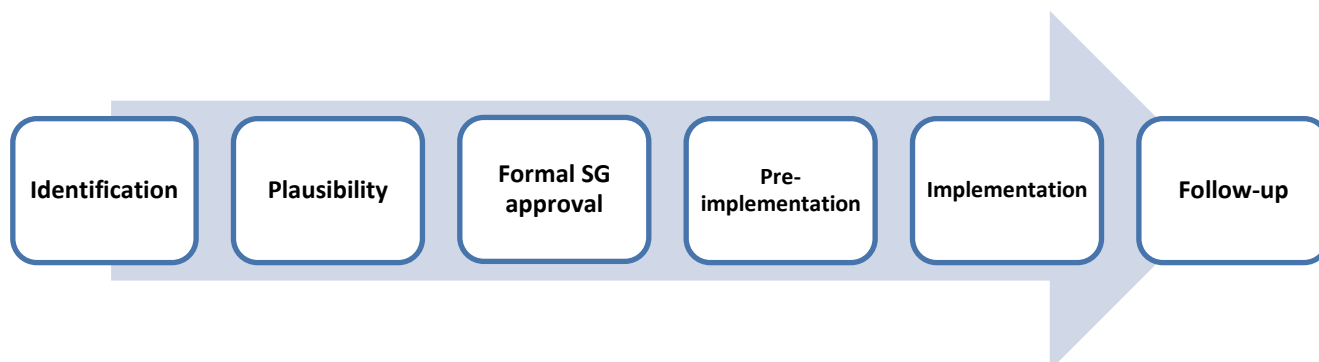 Identification
Plausibility
Formal SG
approval
Pre-
implementation
Implementation
Follow-up